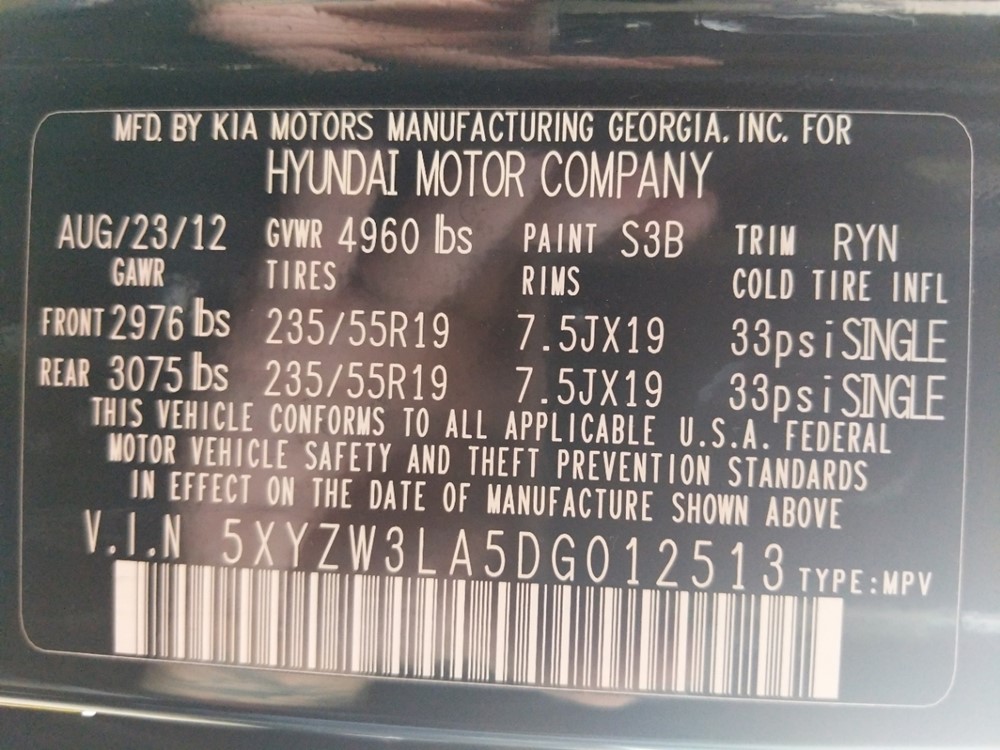 MFD. BY KIA MOTORS MANUFACTURING GEORGIA, INC. FOR
HYUNDAI MOTOR COMPANY
AUG/23/12 GVWR 4960 lbs PAINT S3B TRIM RYN
GAWR TIRES RIMS COLD TIRE INFL
FRONT 2976 lbs 235/55R19 7.5JX19 33psi SINGLE
REAR 3075 lbs 235/55R19 7.5JX19 33psi SINGLE
THIS VEHICLE CONFORMS TO ALL APPLICABLE U.S.A. FEDERAL
MOTOR VEHICLE SAFETY AND THEFT PREVENTION STANDARDS
IN EFFECT ON THE DATE OF MANUFACTURE SHOWN ABOVE
V.I.N 5XYZW3LA5DG012513 TYPE:MPV